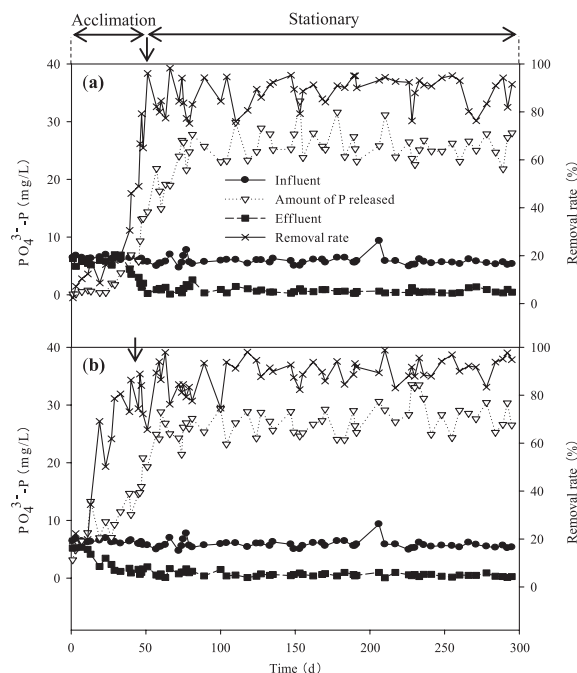 Acclimation Stationary
(a)
40
30
20
10
0
PO₄³⁻-P (mg/L)
100
80
60
40
20
0
Removal rate (%)
Influent
Amount of P released
Effluent
Removal rate
(b)
40
30
20
10
0
PO₄³⁻-P (mg/L)
100
80
60
40
20
0
Removal rate (%)
0 50 100 150 200 250 300
Time (d)